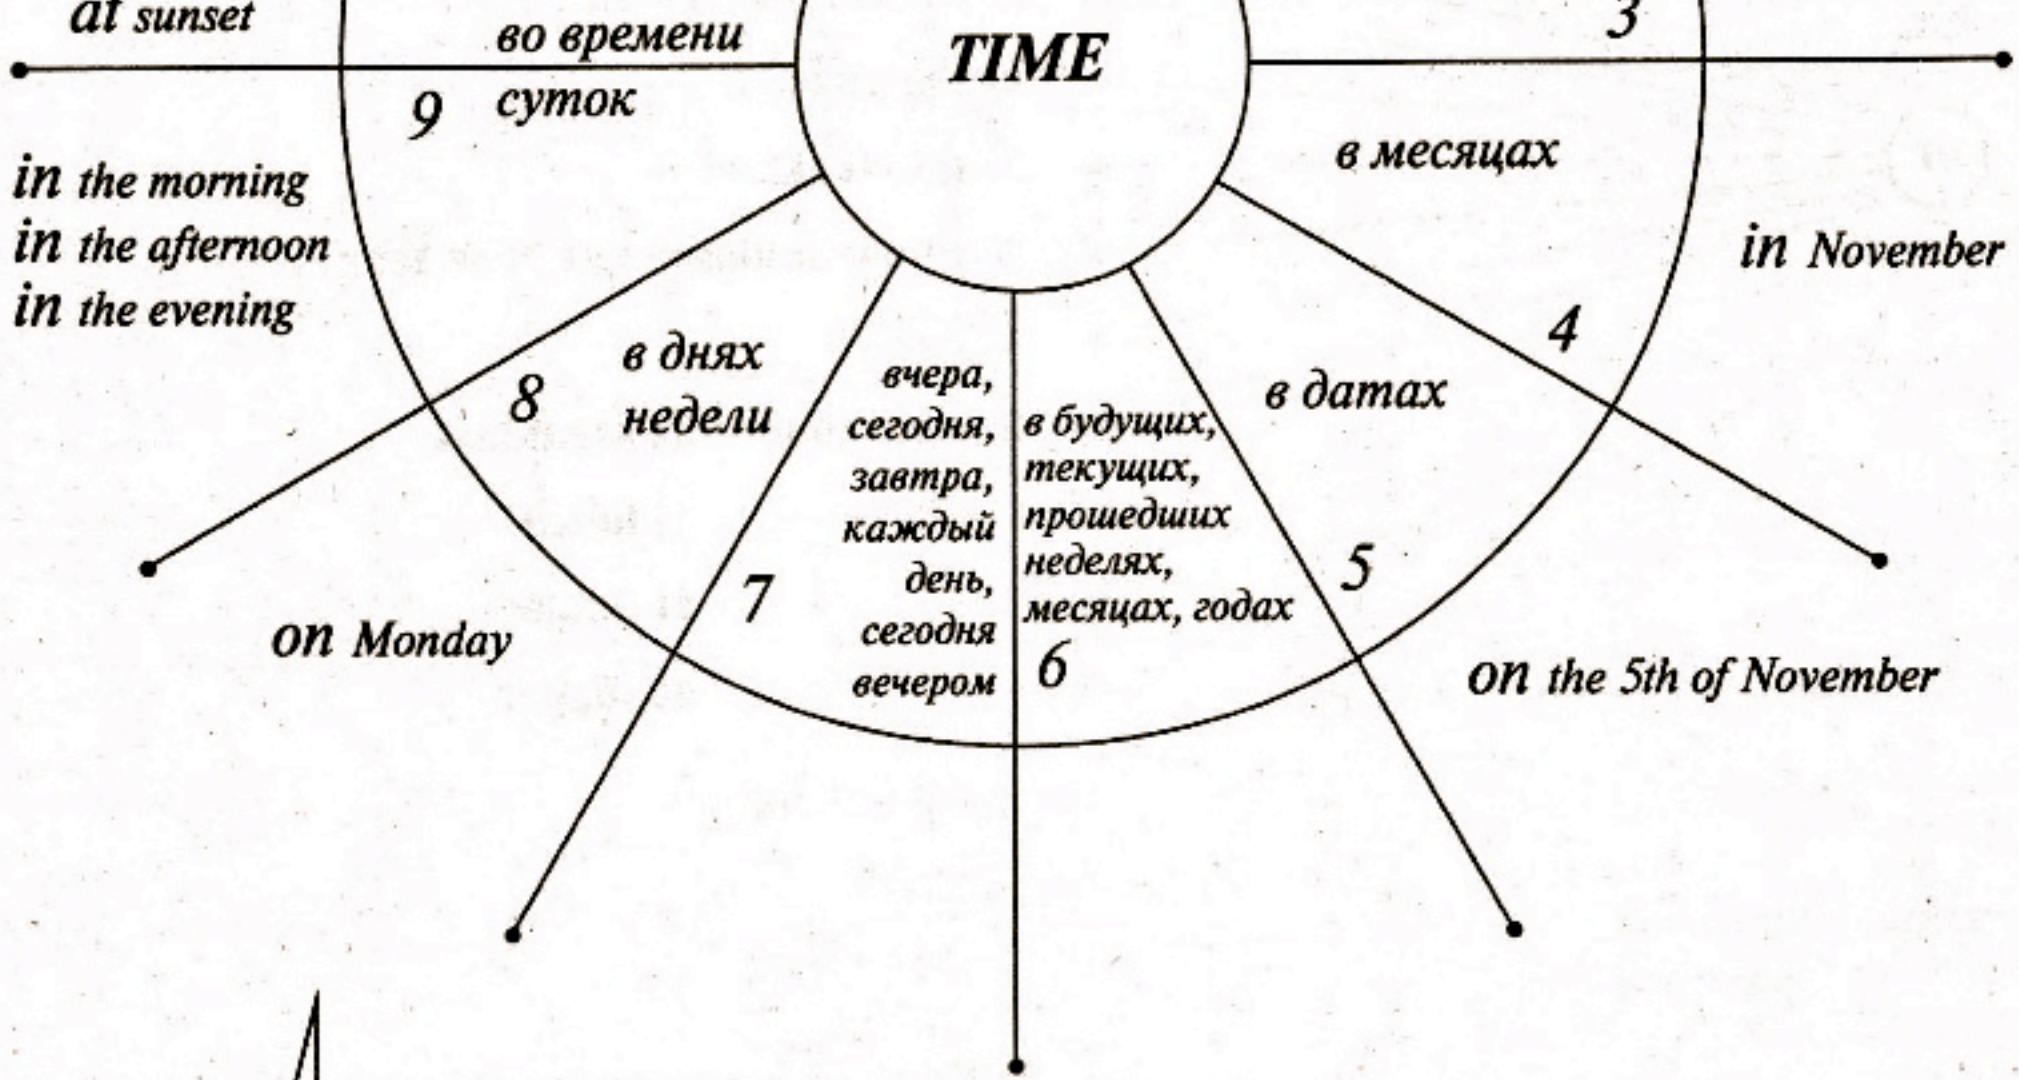 at sunset
во времени
TIME
3
9
суток
в месяцах
in the morning
in the afternoon
in the evening
in November
4
8
в днях
недели
вчера,
сегодня,
завтра,
каждый
день,
сегодня
вечером
7
в будущих,
текущих,
прошедших
неделях,
месяцах, годах
6
в датах
5
on Monday
on the 5th of November